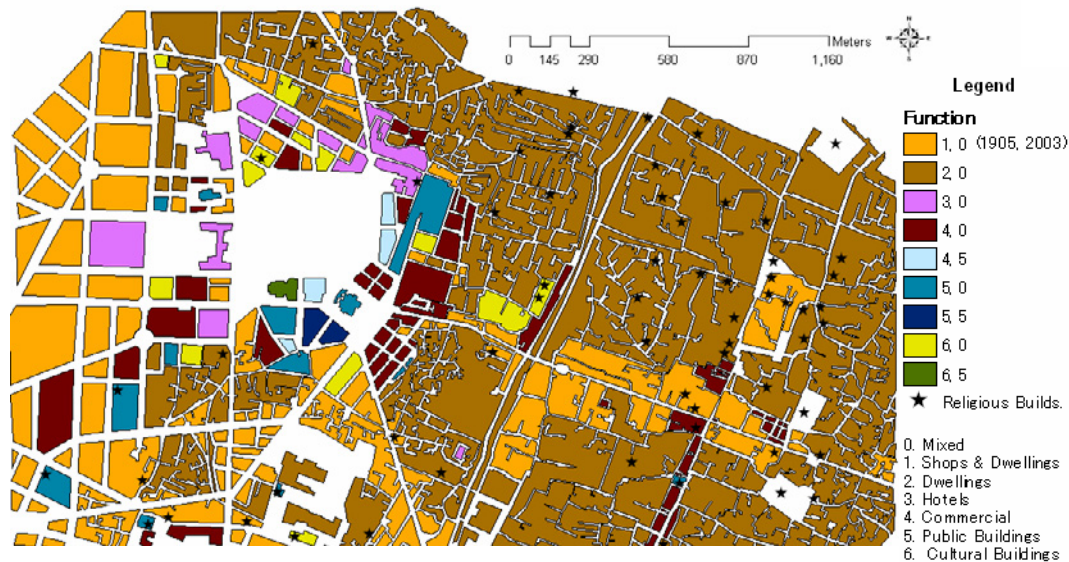 Meters
0 145 290 580 870 1,160
Legend
Function
1, 0 (1905, 2003)
2, 0
3, 0
4, 0
4, 5
5, 0
5, 5
6, 0
6, 5
Religious Builds.
0. Mixed
1. Shops & Dwellings
2. Dwellings
3. Hotels
4. Commercial
5. Public Buildings
6. Cultural Buildings